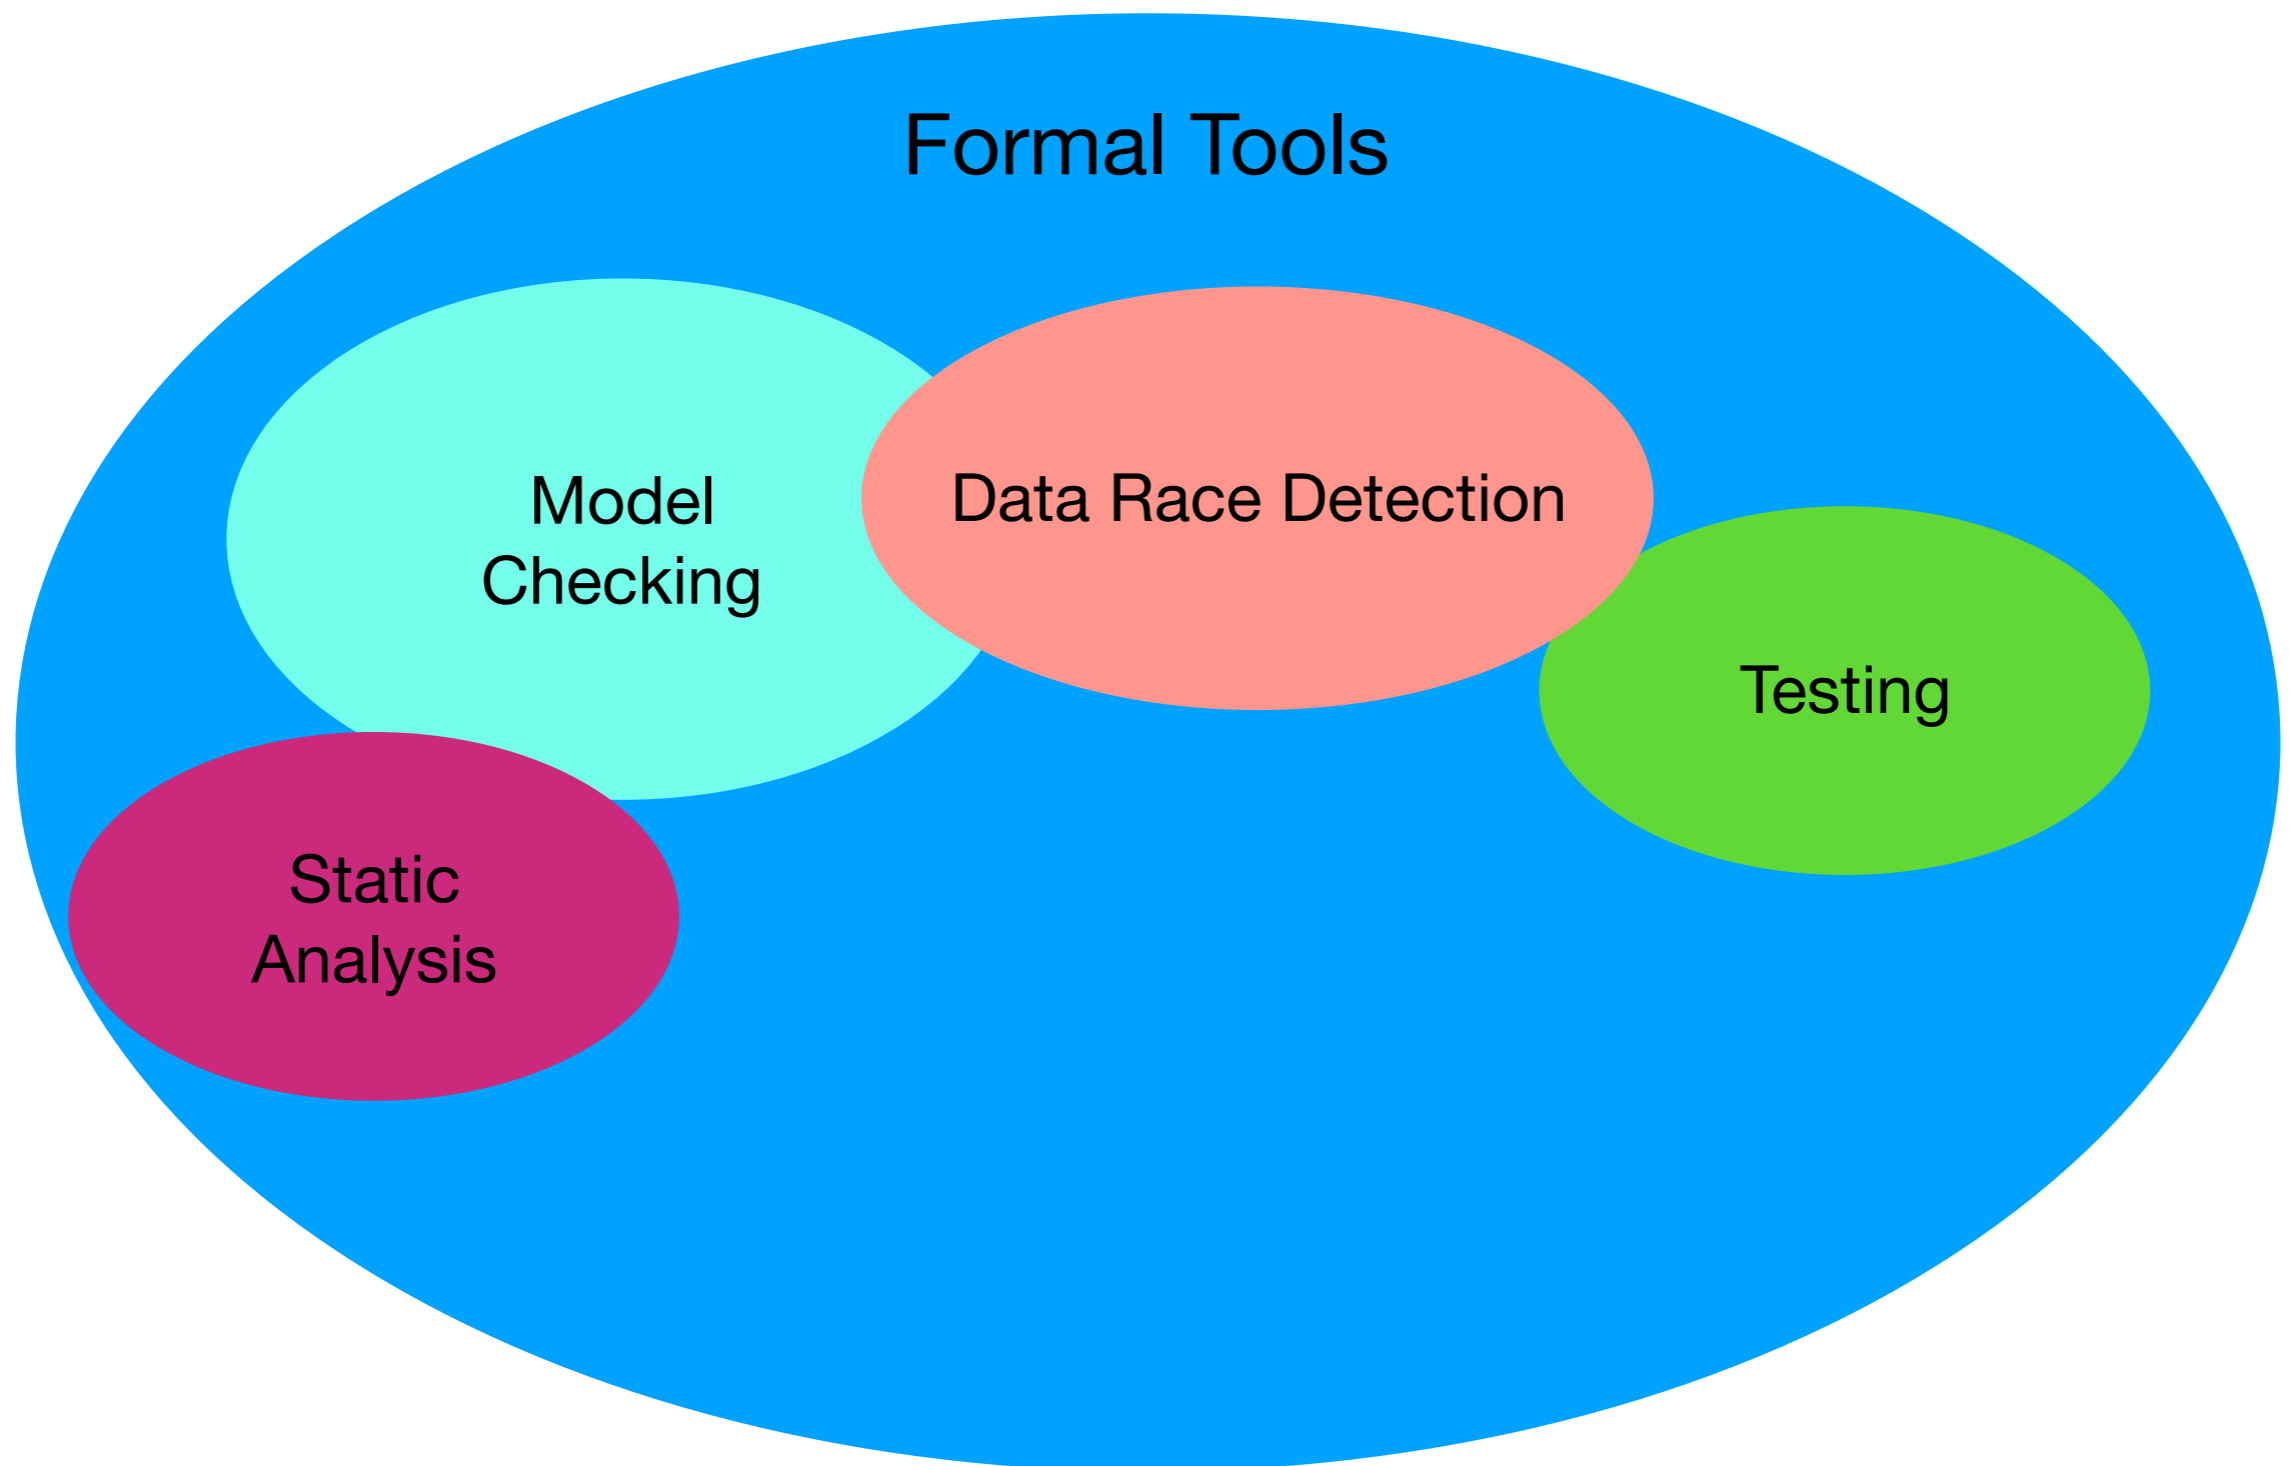 Formal Tools
Model
Checking
Data Race Detection
Testing
Static
Analysis